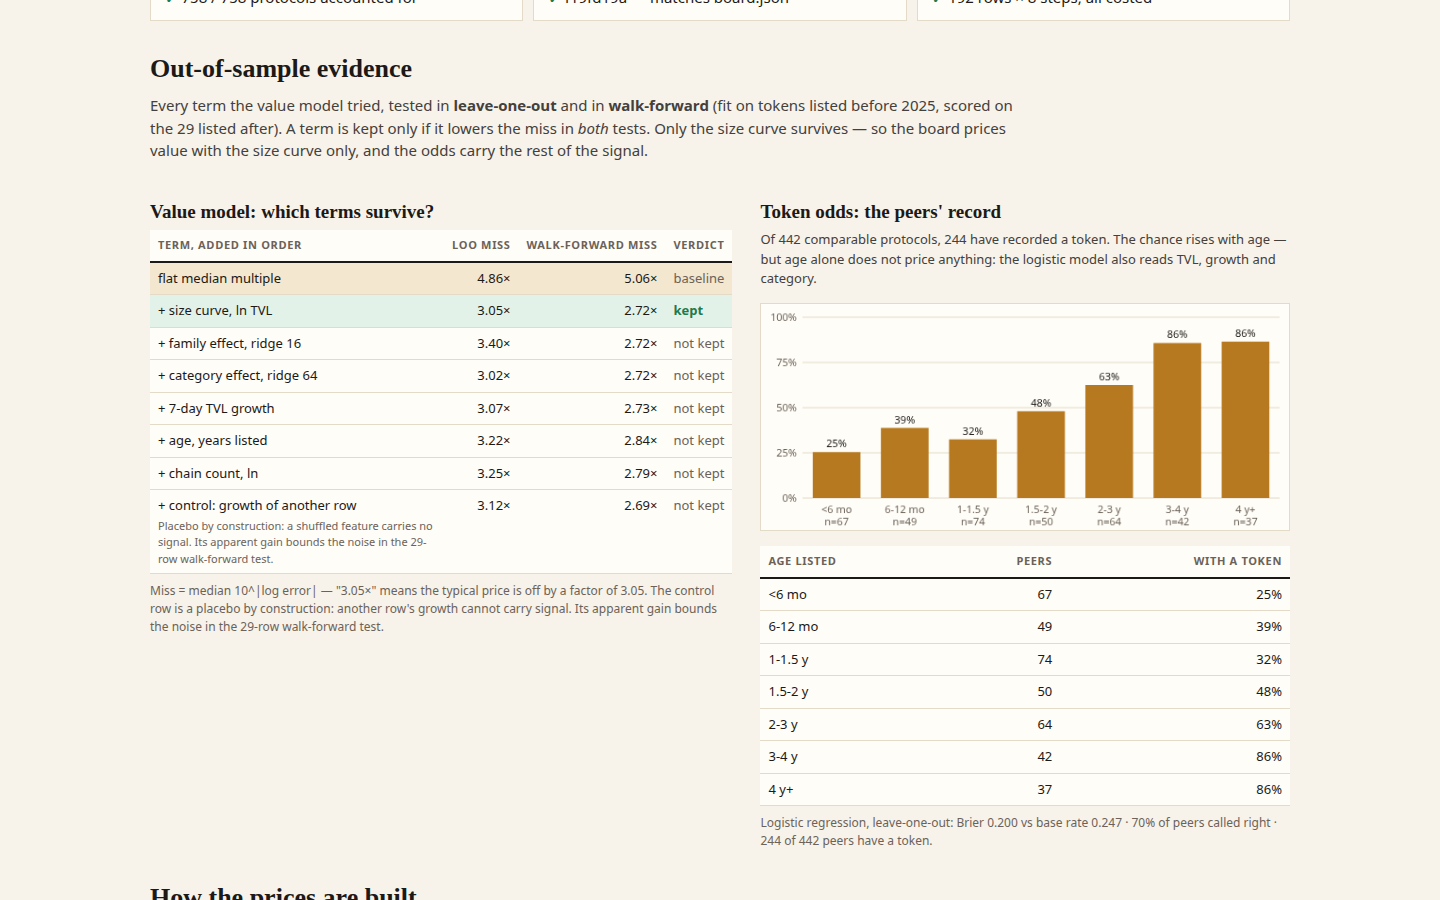 Out-of-sample evidence
Every term the value model tried, tested in leave-one-out and in walk-forward (fit on tokens listed before 2025, scored on
the 29 listed after). A term is kept only if it lowers the miss in both tests. Only the size curve survives — so the board prices
value with the size curve only, and the odds carry the rest of the signal.
Value model: which terms survive?
TERM, ADDED IN ORDER LOO MISS WALK-FORWARD MISS VERDICT
flat median multiple 4.86× 5.06× baseline
+ size curve, ln TVL 3.05× 2.72× kept
+ family effect, ridge 16 3.40× 2.72× not kept
+ category effect, ridge 64 3.02× 2.72× not kept
+ 7-day TVL growth 3.07× 2.73× not kept
+ age, years listed 3.22× 2.84× not kept
+ chain count, ln 3.25× 2.79× not kept
+ control: growth of another row 3.12× 2.69× not kept
Placebo by construction: a shuffled feature carries no
signal. Its apparent gain bounds the noise in the 29-
row walk-forward test.
Miss = median 10^|log error| — "3.05×" means the typical price is off by a factor of 3.05. The control
row is a placebo by construction: another row's growth cannot carry signal. Its apparent gain bounds
the noise in the 29-row walk-forward test.
Token odds: the peers' record
Of 442 comparable protocols, 244 have recorded a token. The chance rises with age —
but age alone does not price anything: the logistic model also reads TVL, growth and
category.
100%
75%
50%
25%
0%
25% 39% 32% 48% 63% 86% 86%
<6 mo 6-12 mo 1-1.5 y 1.5-2 y 2-3 y 3-4 y 4 y+
n=67 n=49 n=74 n=50 n=64 n=42 n=37
AGE LISTED PEERS WITH A TOKEN
<6 mo 67 25%
6-12 mo 49 39%
1-1.5 y 74 32%
1.5-2 y 50 48%
2-3 y 64 63%
3-4 y 42 86%
4 y+ 37 86%
Logistic regression, leave-one-out: Brier 0.200 vs base rate 0.247 · 70% of peers called right ·
244 of 442 peers have a token.
How the prices are built